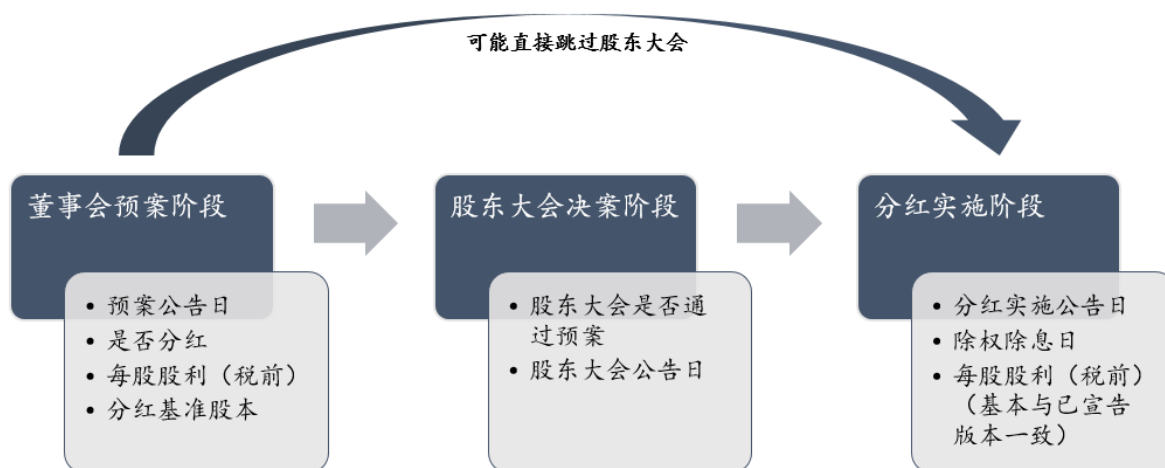 可能直接跳过股东大会
董事会预案阶段
• 预案公告日
• 是否分红
• 每股股利（税前）
• 分红基准股本
股东大会决案阶段
• 股东大会是否通
过预案
• 股东大会公告日
分红实施阶段
• 分红实施公告日
• 除权除息日
• 每股股利（税前）
（基本与已宣告
版本一致）